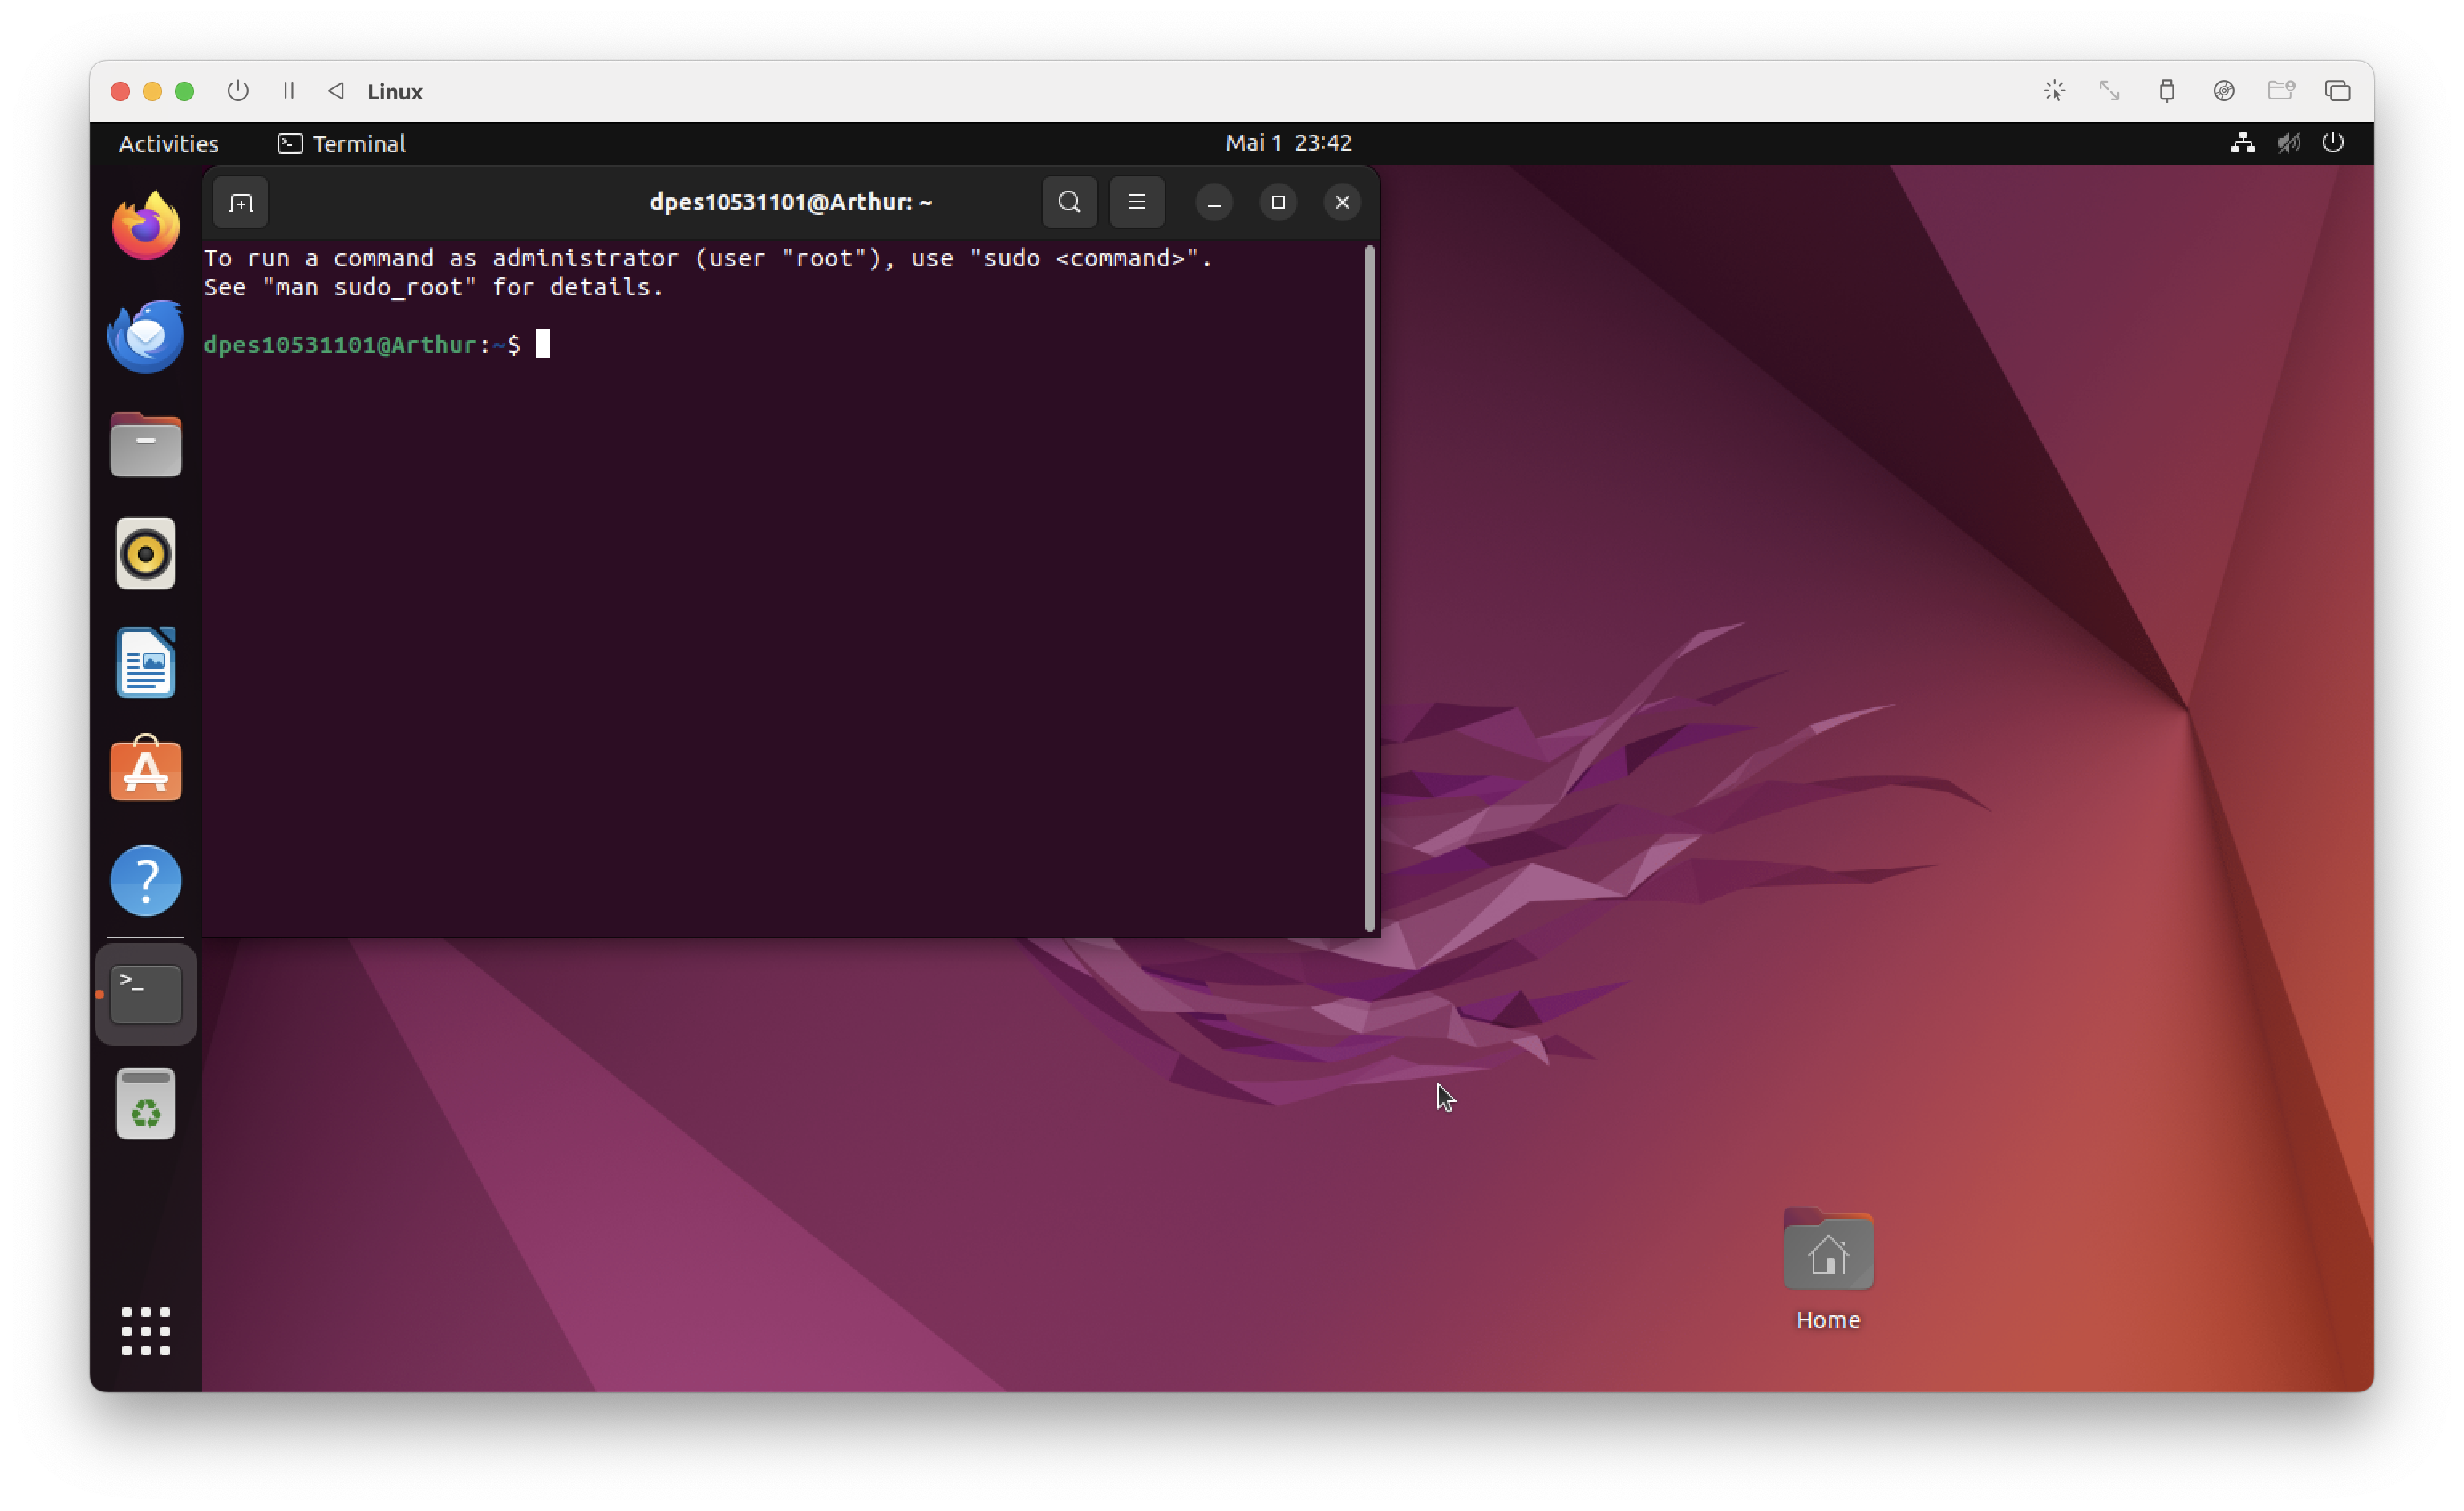 Linux
Activities Terminal Mai 1 23:42
dpes10531101@Arthur: ~
To run a command as administrator (user "root"), use "sudo <command>".
See "man sudo_root" for details.
dpes10531101@Arthur:~$
Home